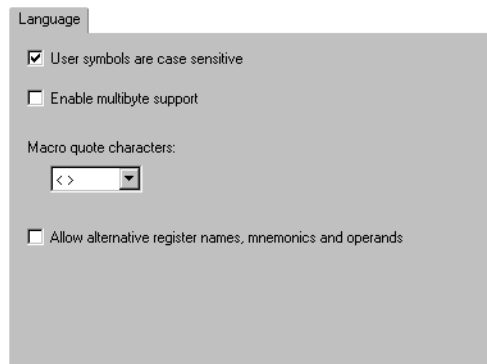 Language
User symbols are case sensitive
Enable multibyte support
Macro quote characters:
< >
Allow alternative register names, mnemonics and operands